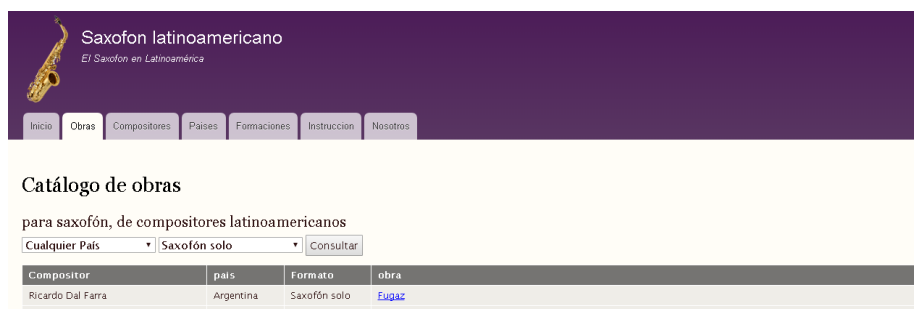 Saxofon latinoamericano
El Saxofon en Latinoamérica
Inicio Obras Compositores Paises Formaciones Instruccion Nosotros
Catálogo de obras
para saxofón, de compositores latinoamericanos
Cualquier País Saxofón solo Consultar
Compositor pais Formato obra
Ricardo Dal Farra Argentina Saxofón solo Fugaz